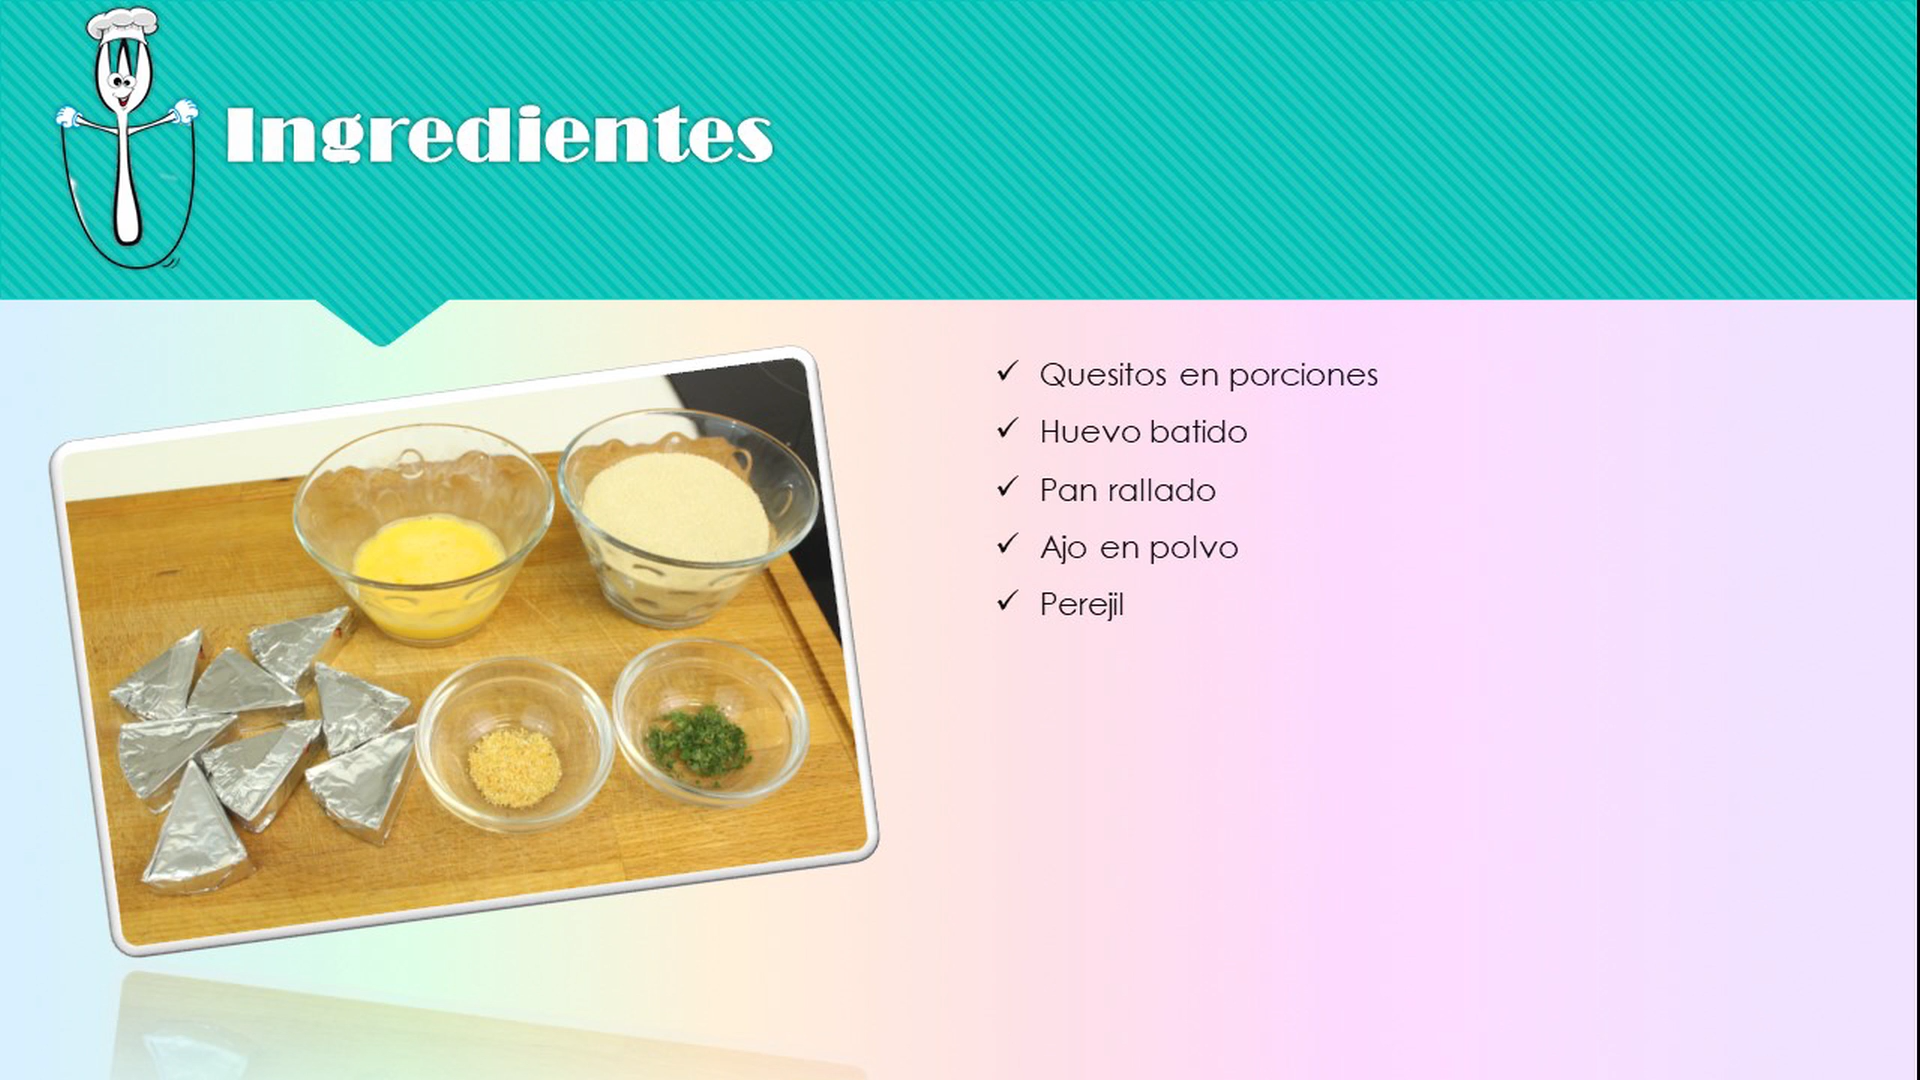 Ingredientes
✓ Quesitos en porciones
✓ Huevo batido
✓ Pan rallado
✓ Ajo en polvo
✓ Perejil